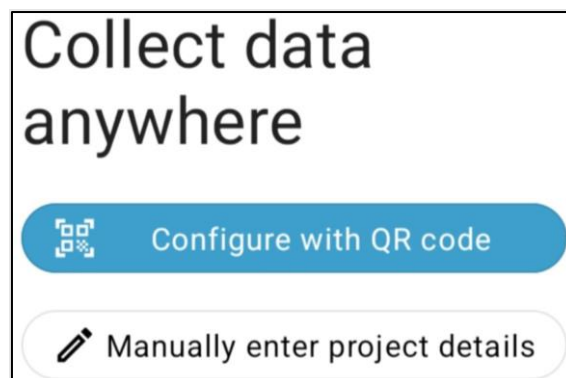 Collect data
anywhere
Configure with QR code
Manually enter project details